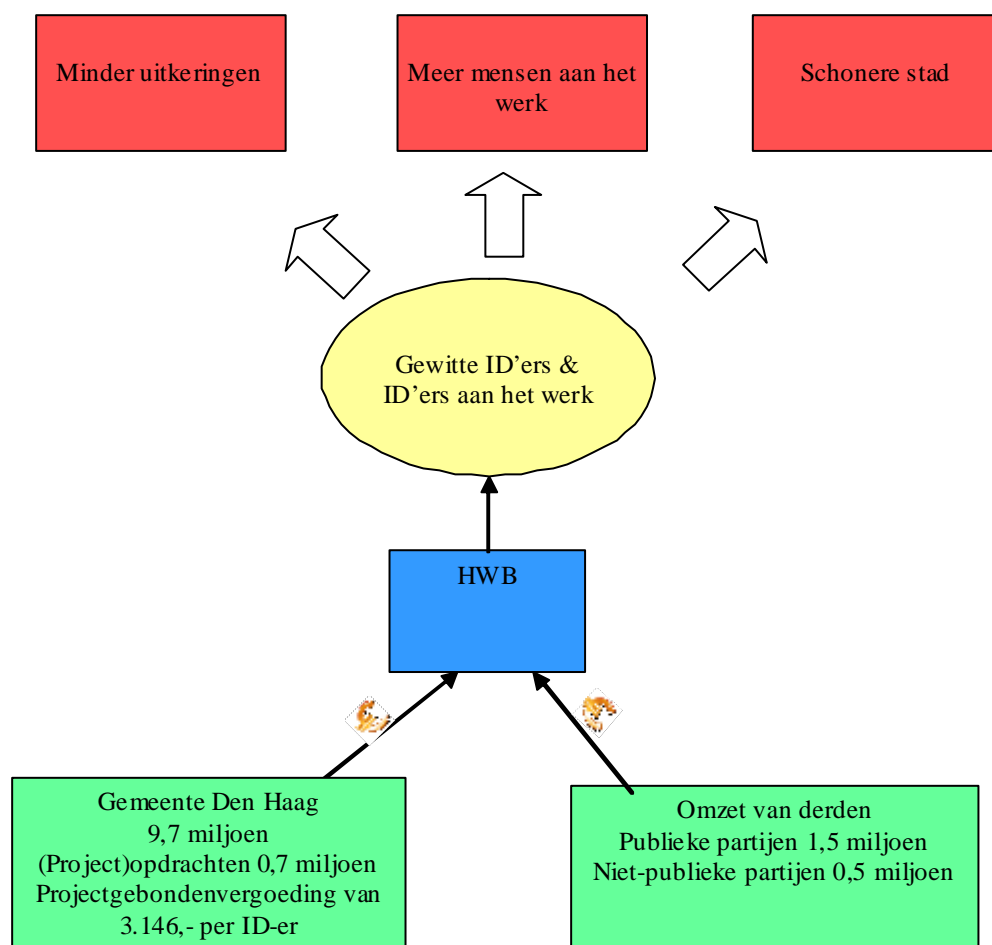 Minder uitkeringen
Meer mensen aan het
werk
Schonere stad
Gewitte ID’ers &
ID’ers aan het werk
HWB
Gemeente Den Haag
9,7 miljoen
(Project)opdrachten 0,7 miljoen
Projectgebondenvergoeding van
3.146,- per ID-er
Omzet van derden
Publieke partijen 1,5 miljoen
Niet-publieke partijen 0,5 miljoen